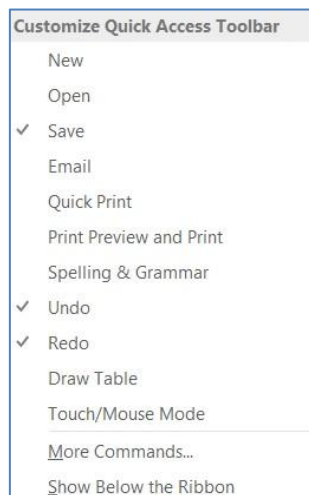 Customize Quick Access Toolbar
New
Open
Save
Email
Quick Print
Print Preview and Print
Spelling & Grammar
Undo
Redo
Draw Table
Touch/Mouse Mode
More Commands...
Show Below the Ribbon